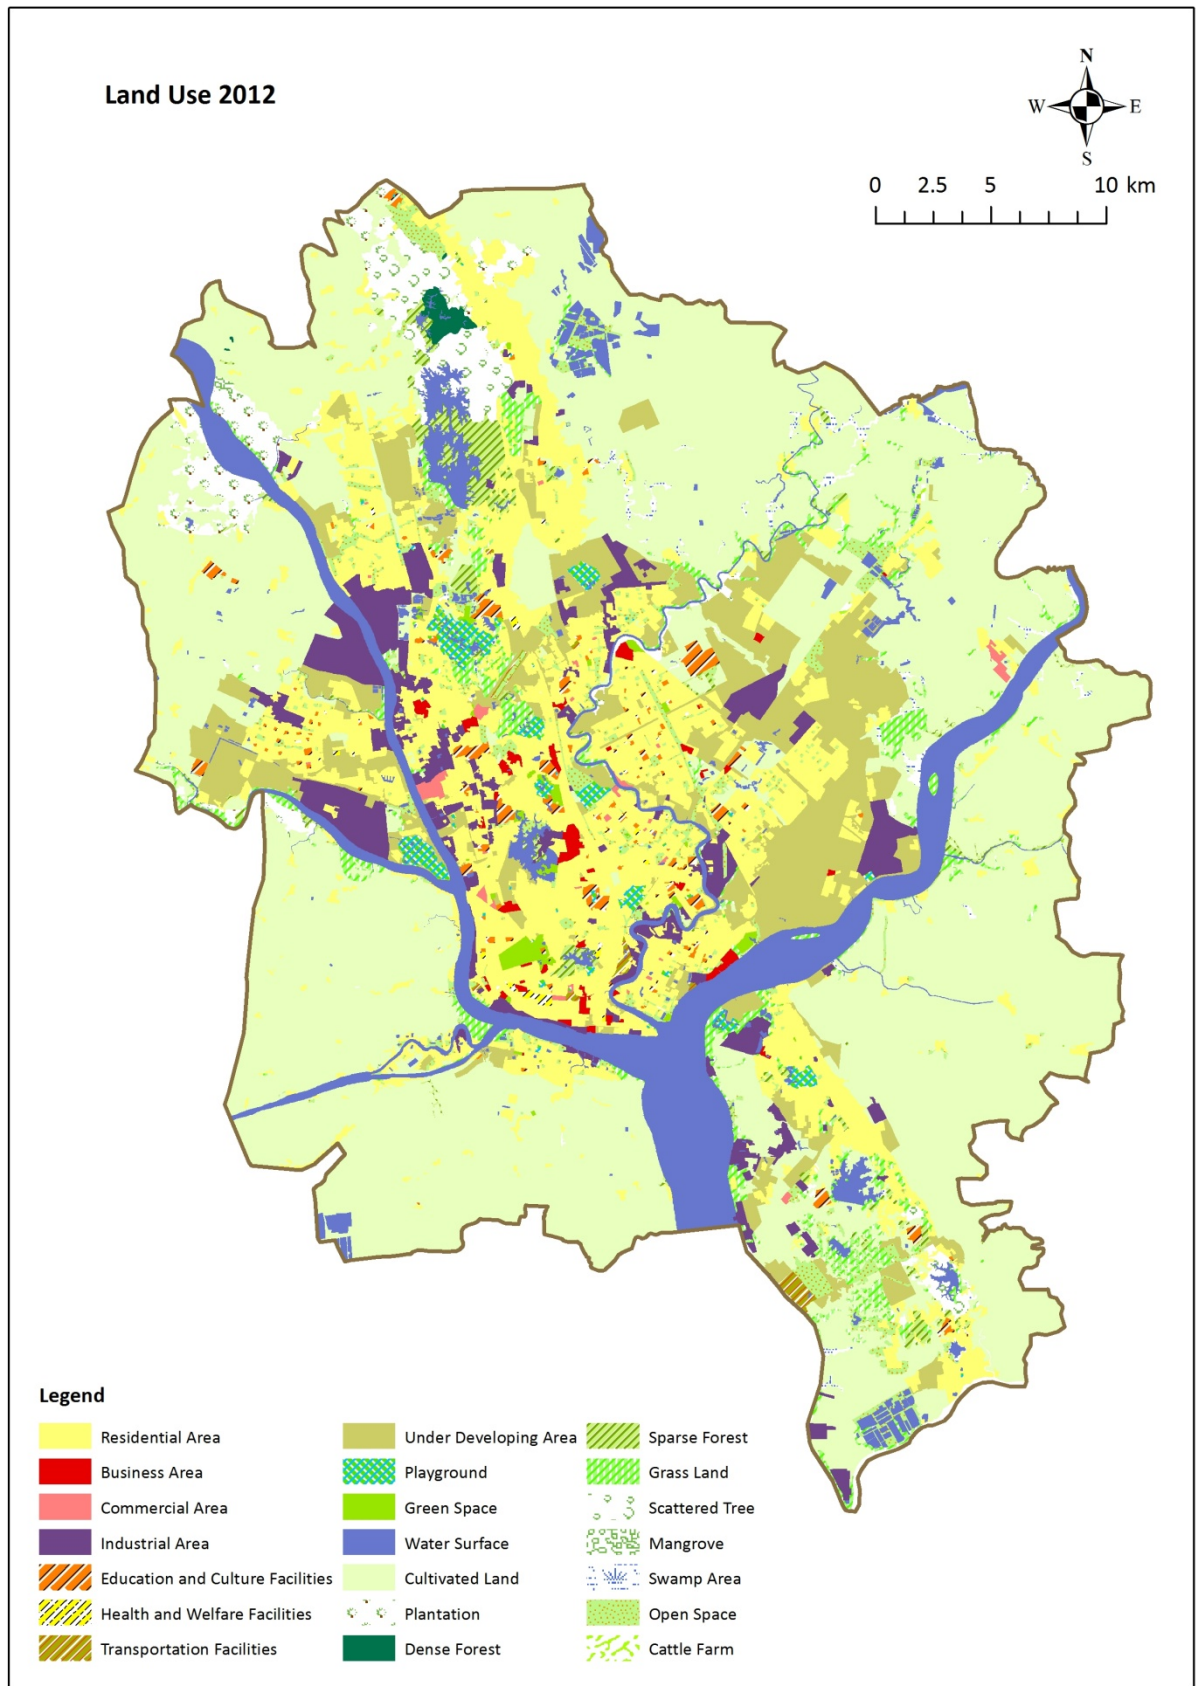 Land Use 2012
N
W E
S
0 2.5 5 10 km
Legend
Residential Area
Business Area
Commercial Area
Industrial Area
Education and Culture Facilities
Health and Welfare Facilities
Transportation Facilities
Under Developing Area
Playground
Green Space
Water Surface
Cultivated Land
Plantation
Dense Forest
Sparse Forest
Grass Land
Scattered Tree
Mangrove
Swamp Area
Open Space
Cattle Farm